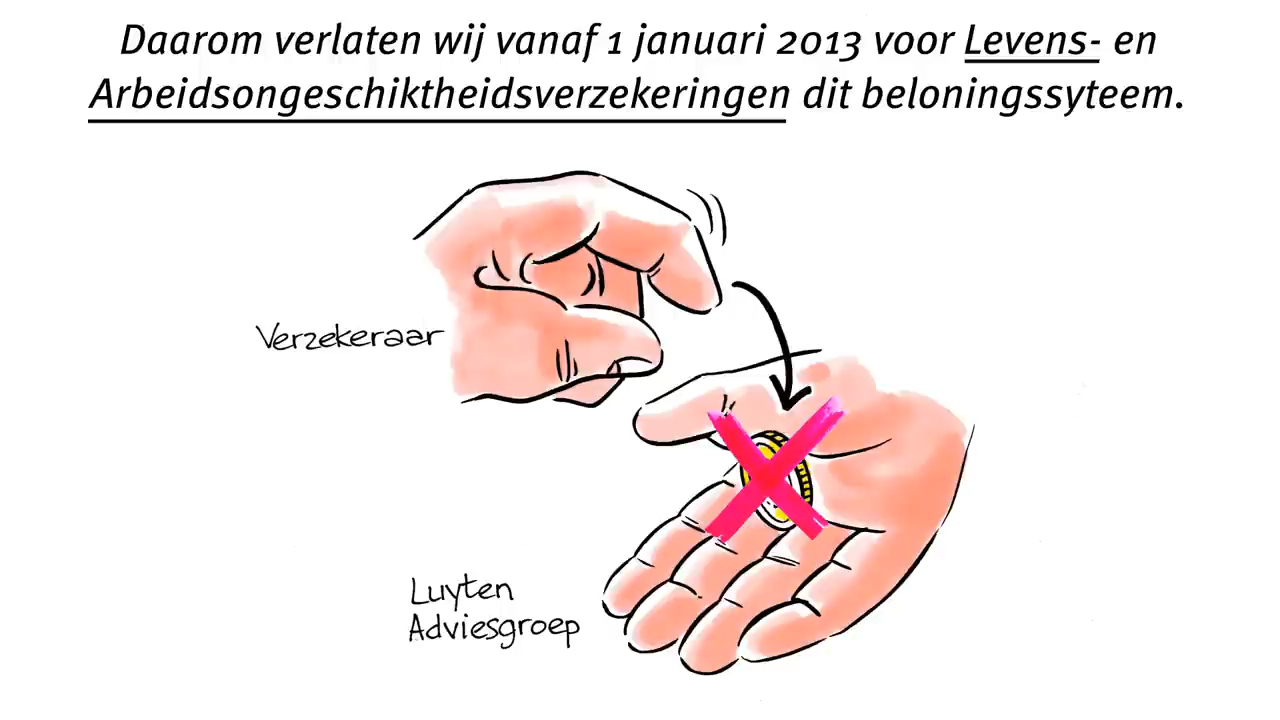 Daarom verlaten wij vanaf 1 januari 2013 voor Levens- en
Arbeidsongeschiktheidsverzekeringen dit beloningssyteem.
Verzekeraar
Luyten
Adviesgroep